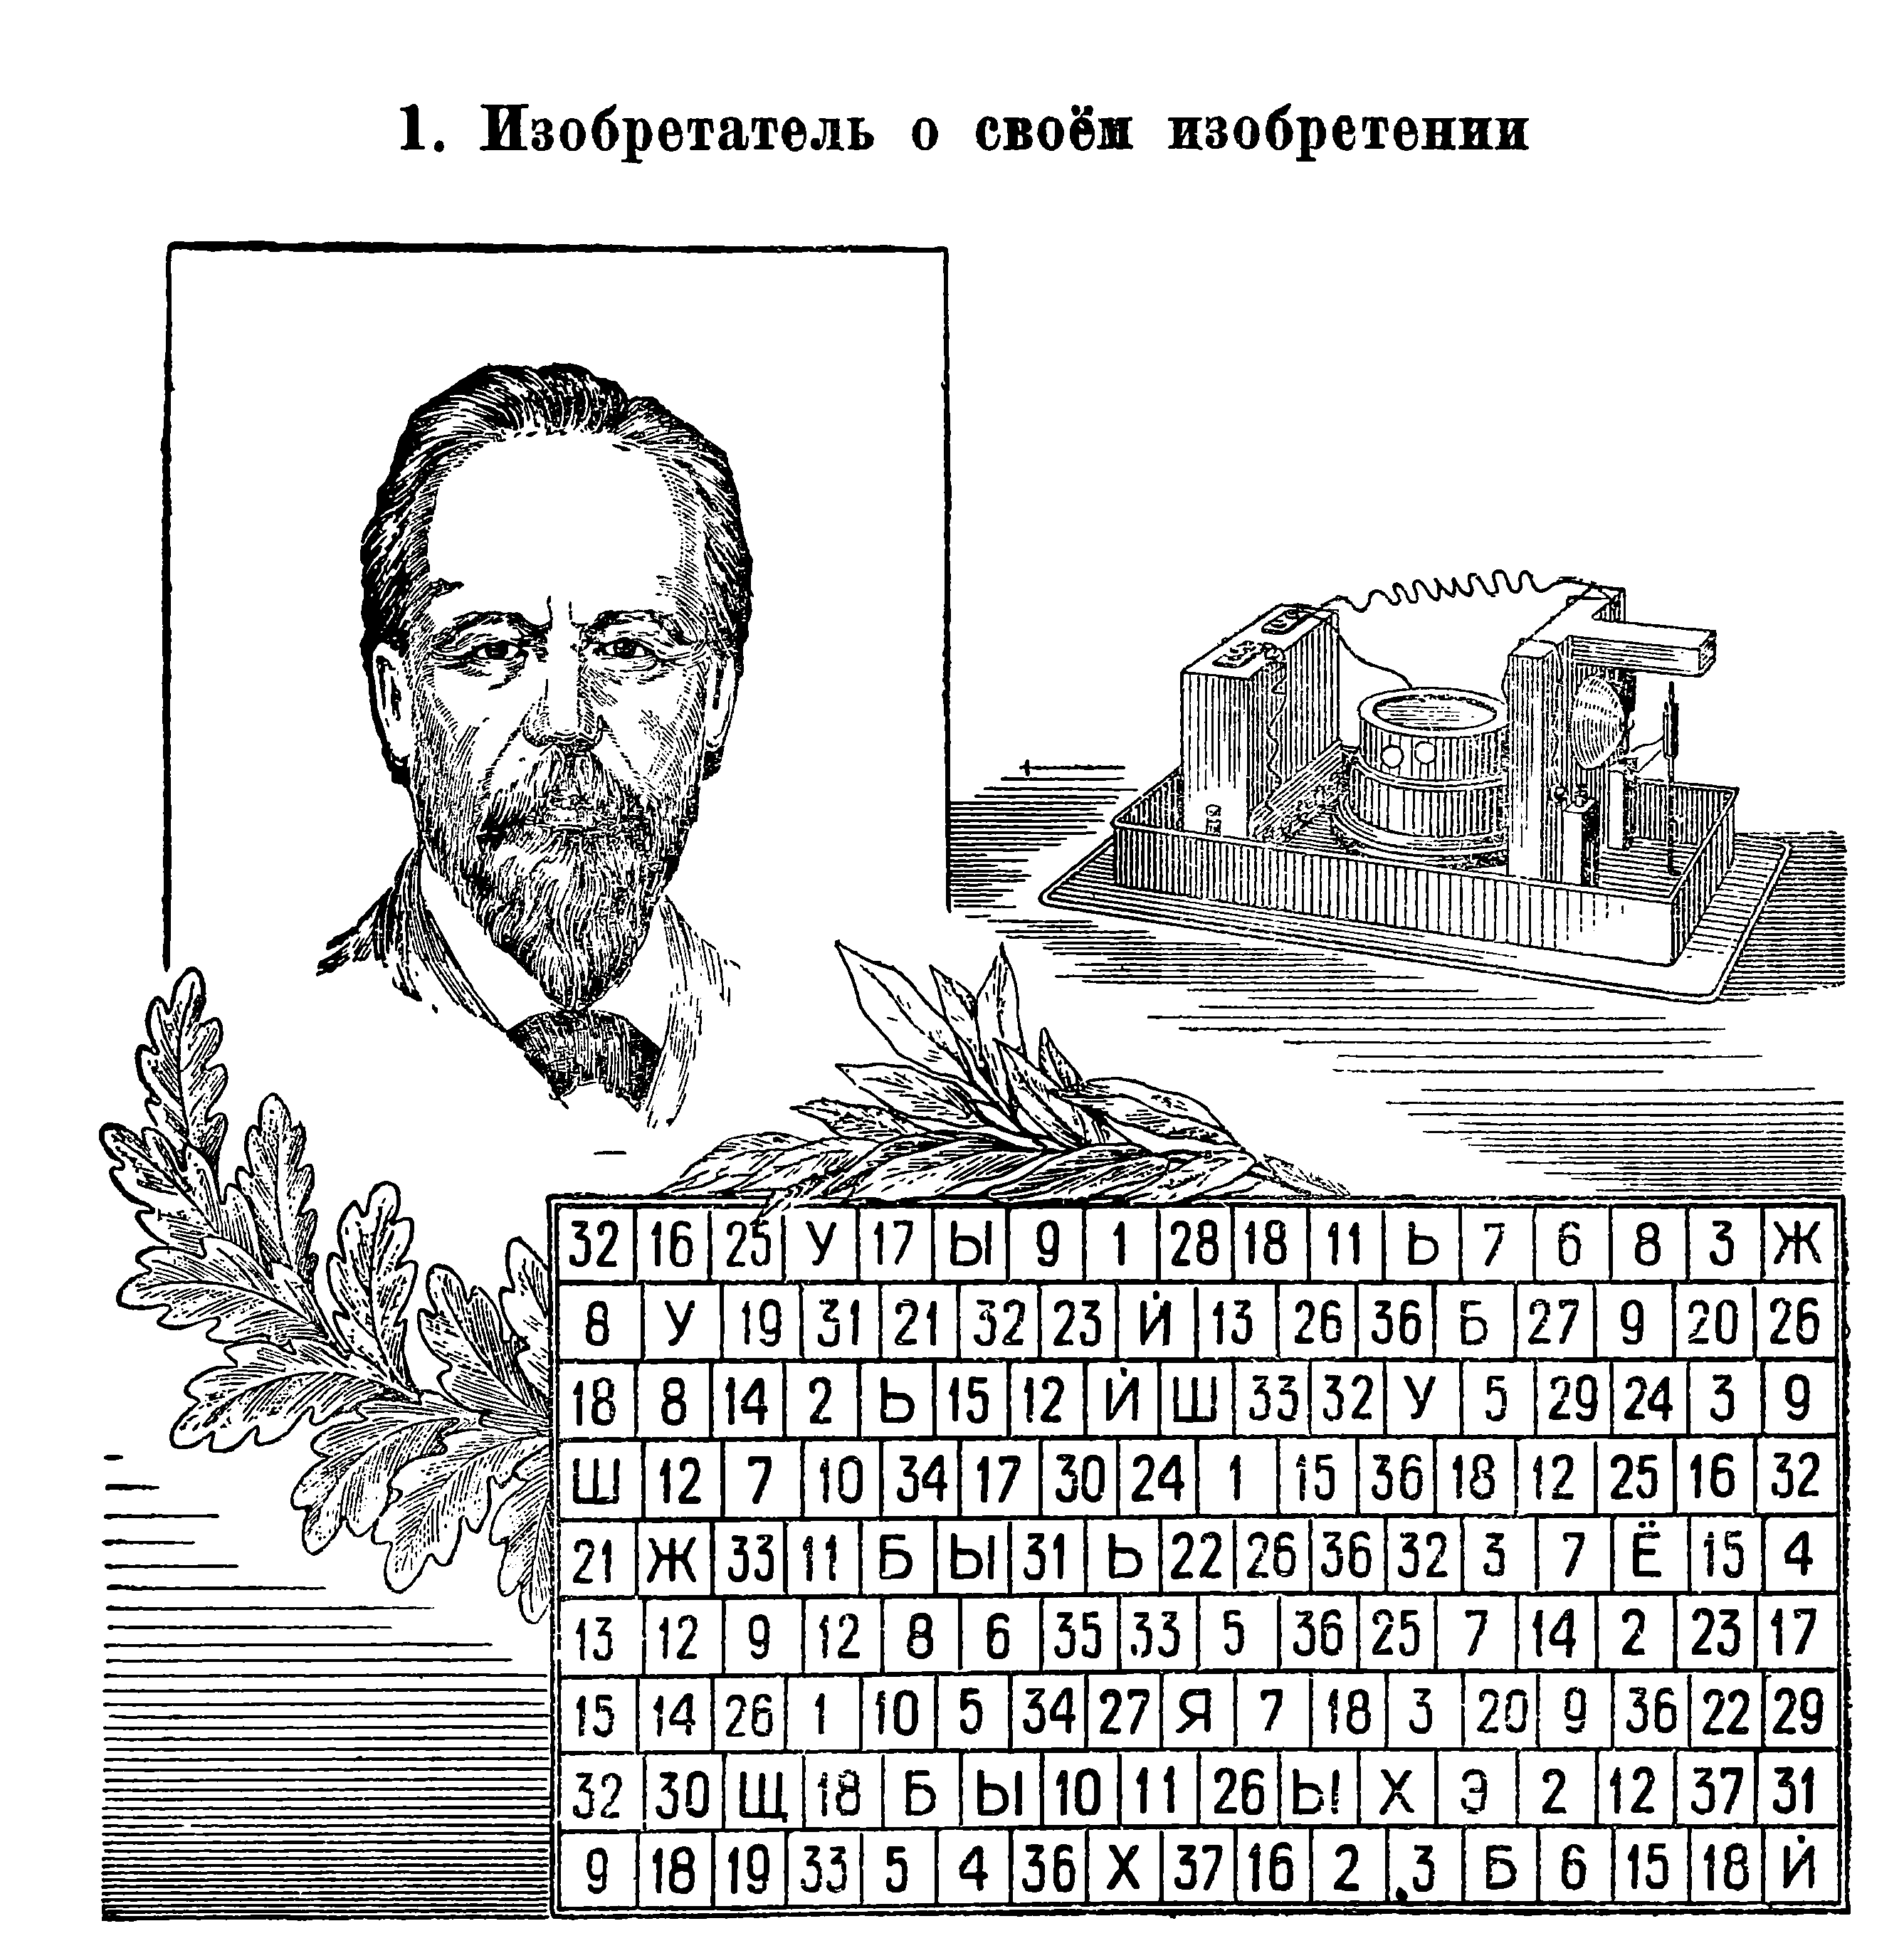 1. Изобретатель о своём изобретении
32 16 25 У 17 Ы 9 1 28 18 11 Ь 7 6 8 3 Ж
8 У 19 31 21 32 23 Й 13 26 36 Б 27 9 20 26
18 8 14 2 Ь 15 12 Й Ш 33 32 У 5 29 24 3 9
Ш 12 7 10 34 17 30 24 1 15 36 18 12 25 16 32
21 Ж 33 11 Б Ы 31 Ь 22 26 36 32 3 7 Ё 15 4
13 12 9 12 8 6 35 33 5 36 25 7 14 2 23 17
15 14 26 1 10 5 34 27 Я 7 18 3 20 9 36 22 29
32 30 Щ 18 Б Ы 10 11 26 Ы Х Э 2 12 37 31
9 18 19 33 5 4 36 Х 37 16 2 3 Б 6 15 18 Й